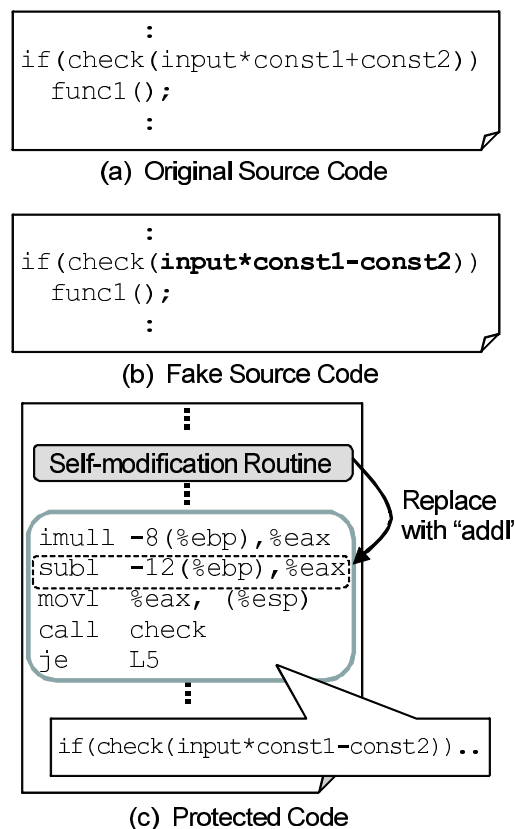 :
if(check(input*const1+const2))
func1();
:
(a) Original Source Code
:
if(check(input*const1-const2))
func1();
:
(b) Fake Source Code
Self-modification Routine
Replace
with "addl"
imull -8(%ebp),%eax
subl -12(%ebp),%eax
movl %eax, (%esp)
call check
je L5
if(check(input*const1-const2))..
(c) Protected Code